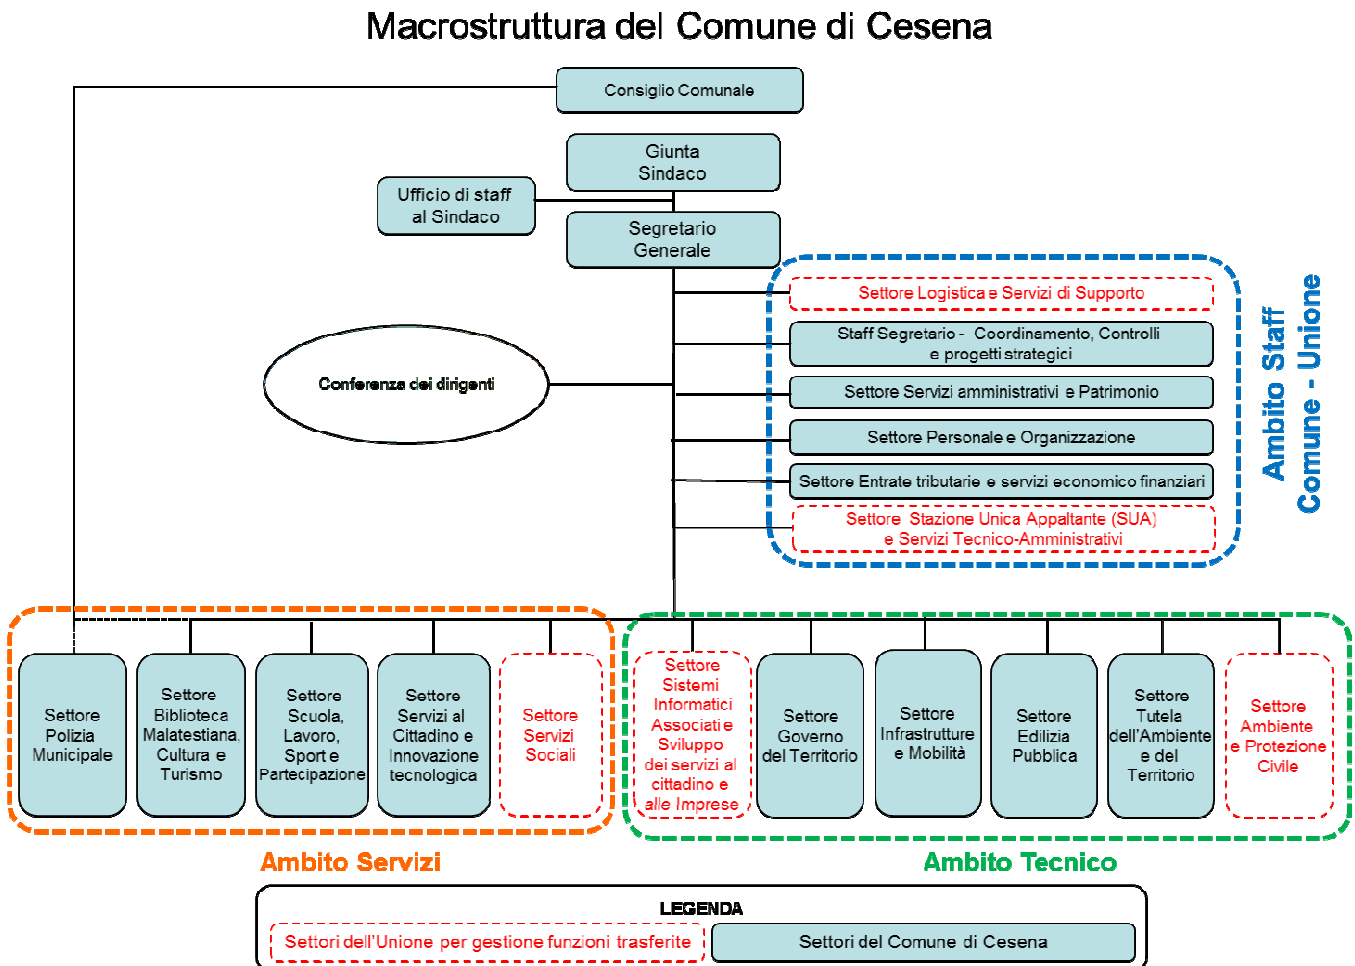 Macrostruttura del Comune di Cesena
Consiglio Comunale
Giunta
Sindaco
Ufficio di staff
al Sindaco
Segretario
Generale
Settore Logistica e Servizi di Supporto
Staff Segretario - Coordinamento, Controlli
e progetti strategici
Conferenza dei dirigenti
Settore Servizi amministrativi e Patrimonio
Settore Personale e Organizzazione
Settore Entrate tributarie e servizi economico finanziari
Settore Stazione Unica Appaltante (SUA)
e Servizi Tecnico-Amministrativi
Ambito Staff
Comune - Unione
Settore
Polizia
Municipale
Settore
Biblioteca
Malatestiana,
Cultura e
Turismo
Settore
Scuola,
Lavoro,
Sport e
Partecipazione
Settore
Servizi al
Cittadino e
Innovazione
tecnologica
Settore
Servizi
Sociali
Settore
Sistemi
Informatici
Associati e
Sviluppo
dei servizi al
cittadino e
alle Imprese
Settore
Governo
del Territorio
Settore
Infrastrutture
e Mobilità
Settore
Edilizia
Pubblica
Settore
Tutela
dell'Ambiente
e del
Territorio
Settore
Ambiente
e Protezione
Civile
Ambito Servizi
Ambito Tecnico
LEGENDA
Settori dell'Unione per gestione funzioni trasferite
Settori del Comune di Cesena